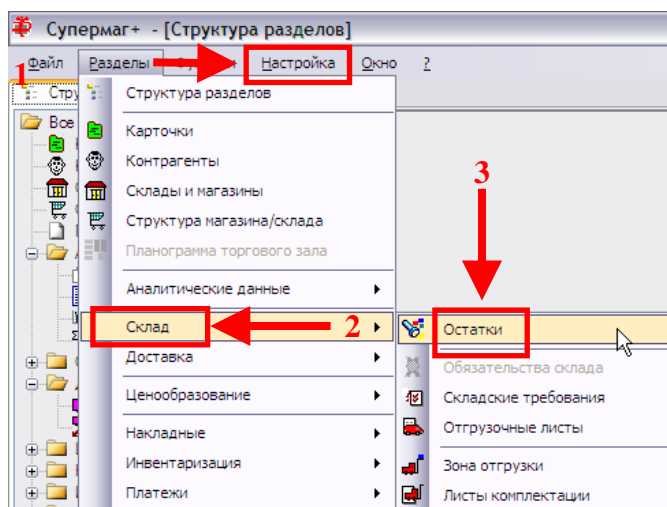 Супермаг+ - [Структура разделов]
1
Файл Разделы Настройка Окно ?
Структура разделов
Все
Карточки
Контрагенты
Склады и магазины
Структура магазина/склада
Планограмма торгового зала
Аналитические данные
Склад
2
3
Остатки
Доставка
Обязательства склада
Ценообразование
Складские требования
Накладные
Отгрузочные листы
Инвентаризация
Зона отгрузки
Платежи
Листы комплектации